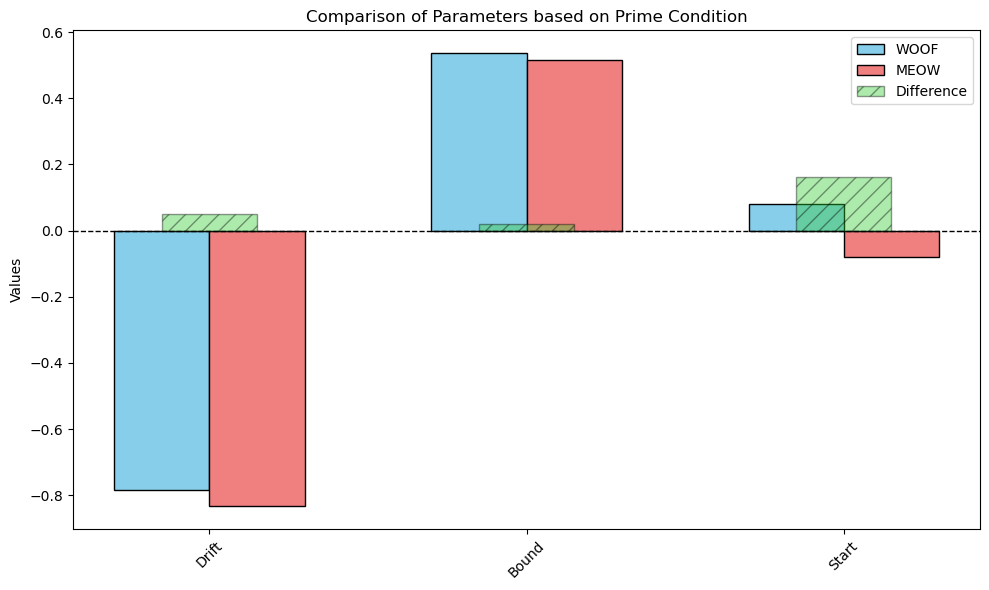 Comparison of Parameters based on Prime Condition
WOOF
MEOW
Difference
Values
0.6
0.4
0.2
0.0
−0.2
−0.4
−0.6
−0.8
Drift
Bound
Start